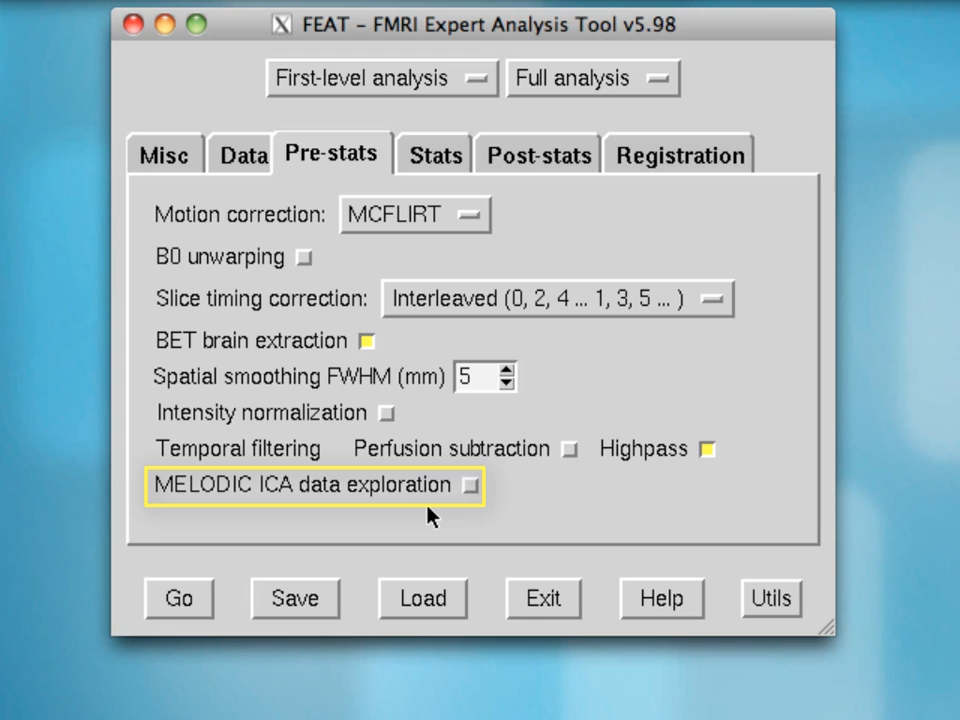 FEAT - FMRI Expert Analysis Tool v5.98
First-level analysis Full analysis
Misc Data Pre-stats Stats Post-stats Registration
Motion correction: MCFLIRT
B0 unwarping
Slice timing correction: Interleaved (0, 2, 4 ... 1, 3, 5 ... )
BET brain extraction
Spatial smoothing FWHM (mm) 5
Intensity normalization
Temporal filtering Perfusion subtraction Highpass
MELODIC ICA data exploration
Go Save Load Exit Help Utils